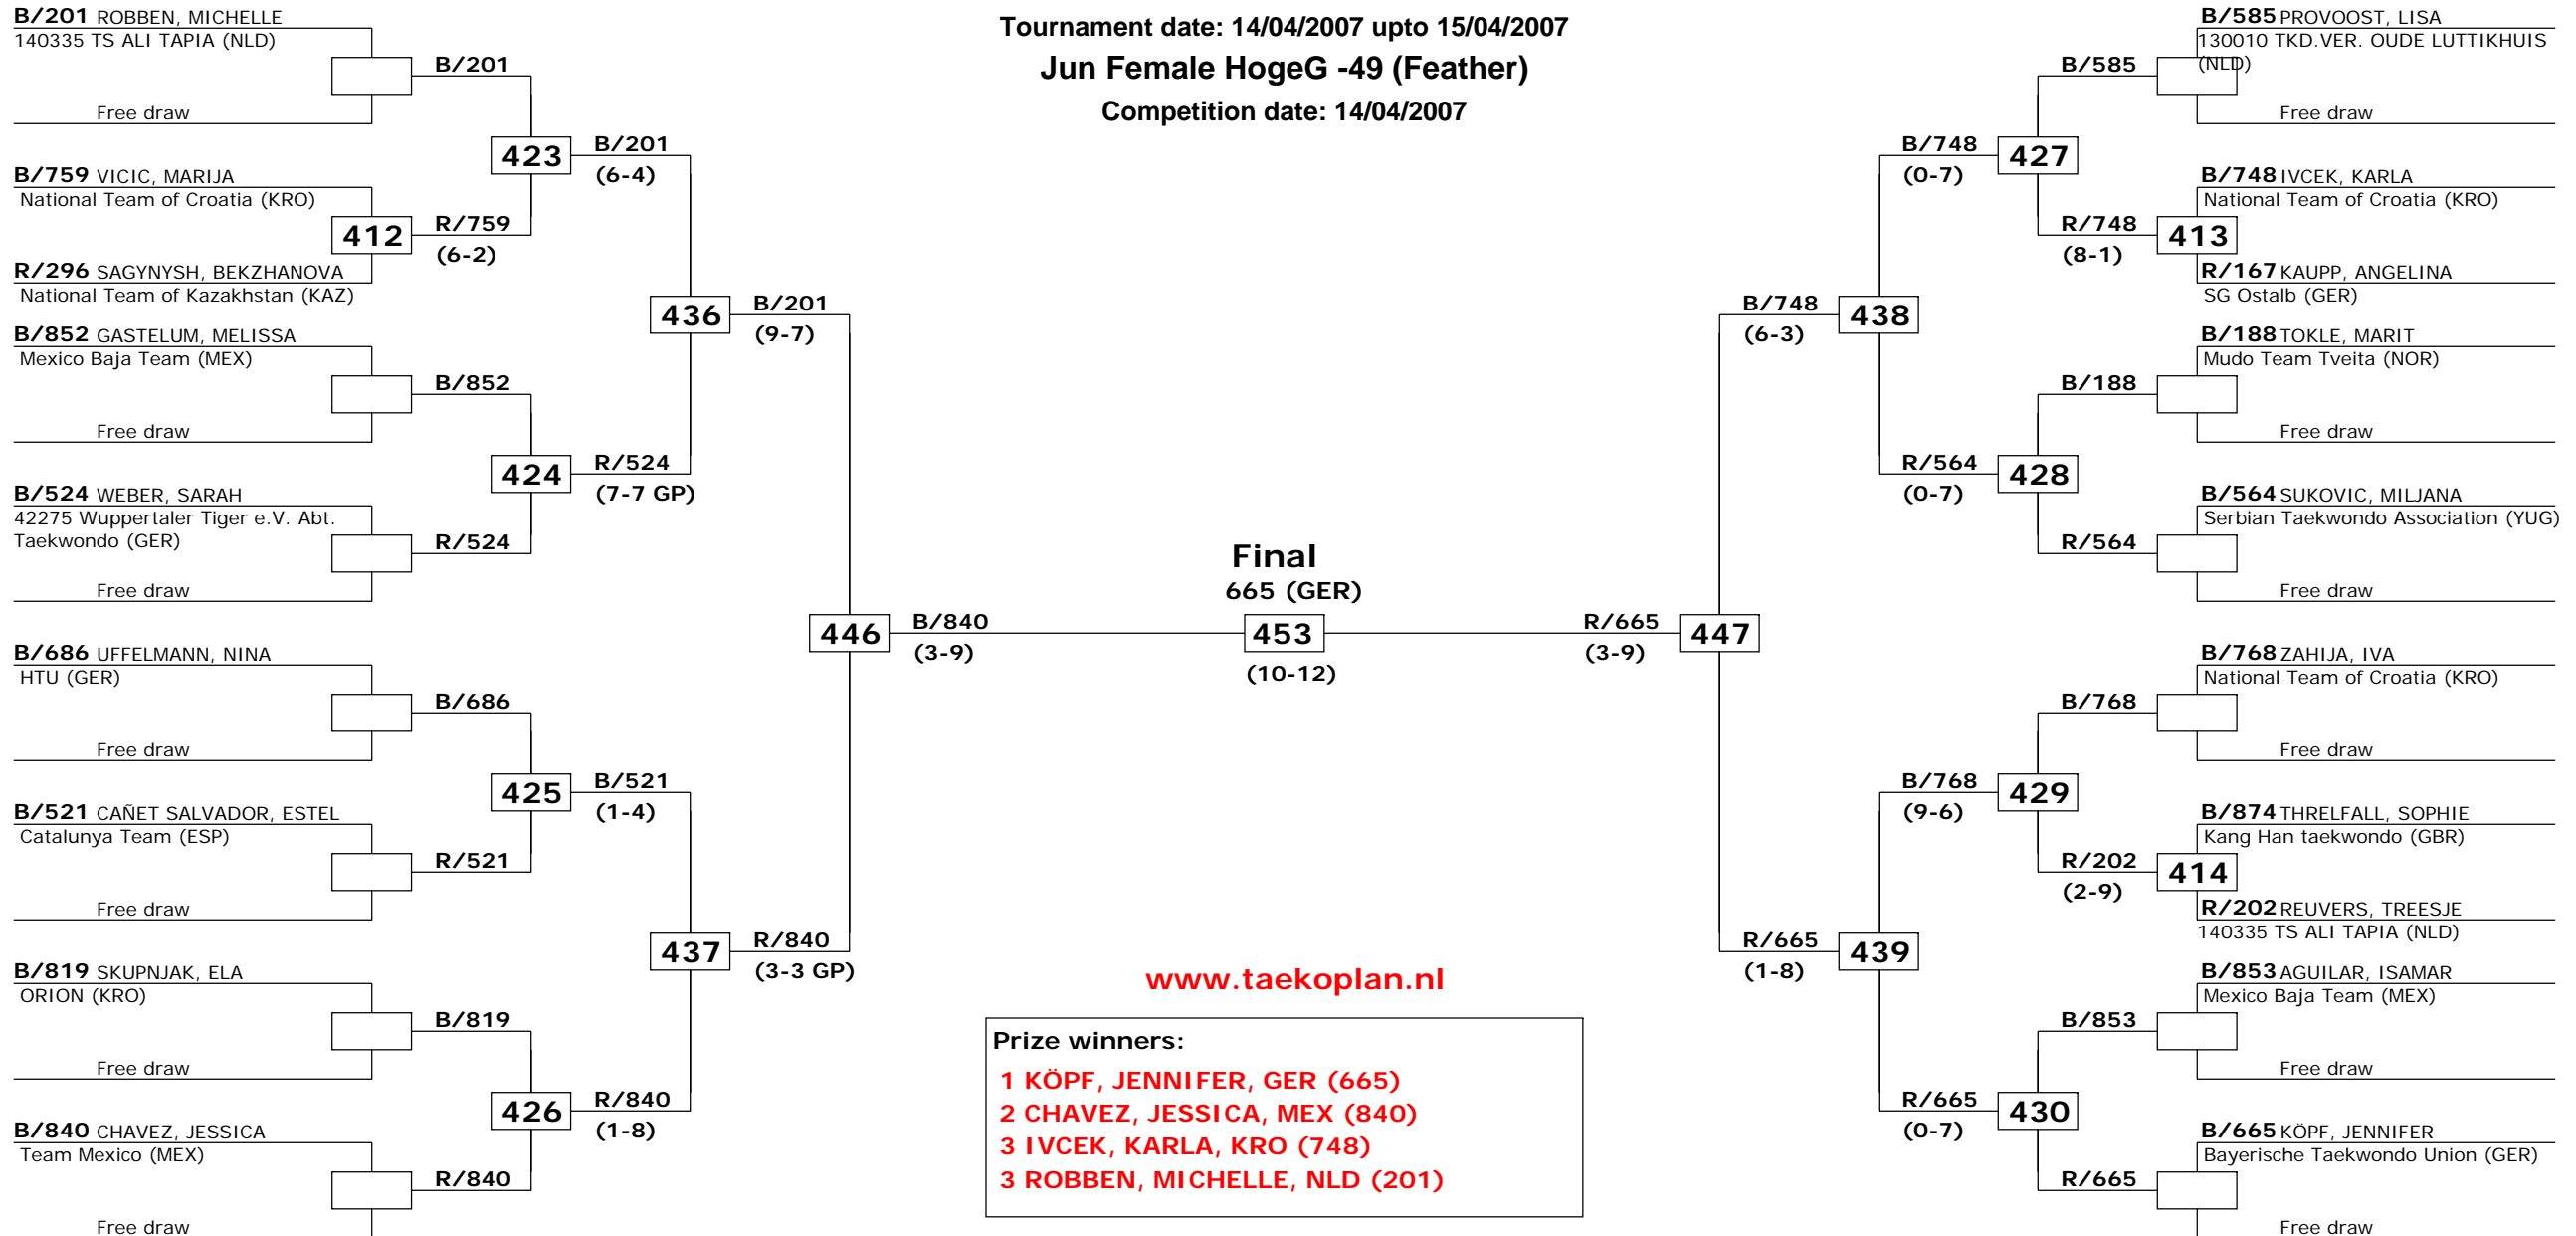 Tournament date: 14/04/2007 upto 15/04/2007
Jun Female HogeG -49 (Feather)
Competition date: 14/04/2007
B/201 ROBBEN, MICHELLE
140335 TS ALI TAPIA (NLD)
B/201
Free draw
423
B/201
(6-4)
B/759 VICIC, MARIJA
National Team of Croatia (KRO)
412
R/759
(6-2)
R/296 SAGYNYSH, BEKZHANOVA
National Team of Kazakhstan (KAZ)
436
B/201
(9-7)
B/852 GASTELUM, MELISSA
Mexico Baja Team (MEX)
B/852
Free draw
424
R/524
(7-7 GP)
B/524 WEBER, SARAH
42275 Wuppertaler Tiger e.V. Abt.
Taekwondo (GER)
R/524
Free draw
446
B/840
(3-9)
B/686 UFFELMANN, NINA
HTU (GER)
B/686
Free draw
425
B/521
(1-4)
B/521 CAÑET SALVADOR, ESTEL
Catalunya Team (ESP)
R/521
Free draw
437
R/840
(3-3 GP)
B/819 SKUPNJAK, ELA
ORION (KRO)
B/819
Free draw
426
R/840
(1-8)
B/840 CHAVEZ, JESSICA
Team Mexico (MEX)
R/840
Free draw
Final
665 (GER)
453
(10-12)
www.taekoplan.nl
Prize winners:
1 KÖPF, JENNIFER, GER (665)
2 CHAVEZ, JESSICA, MEX (840)
3 IVCEK, KARLA, KRO (748)
3 ROBBEN, MICHELLE, NLD (201)
B/585 PROVOOST, LISA
130010 TKD.VER. OUDE LUTTIKHUIS
(NLD)
B/585
Free draw
B/748
(0-7)
427
B/748 IVCEK, KARLA
National Team of Croatia (KRO)
R/748
(8-1)
413
R/167 KAUPP, ANGELINA
SG Ostalb (GER)
B/748
(6-3)
438
B/188 TOKLE, MARIT
Mudo Team Tveita (NOR)
B/188
Free draw
R/564
(0-7)
428
B/564 SUKOVIC, MILJANA
Serbian Taekwondo Association (YUG)
R/564
Free draw
R/665
(3-9)
447
B/768 ZAHIJA, IVA
National Team of Croatia (KRO)
B/768
Free draw
B/768
(9-6)
429
B/874 THRELFALL, SOPHIE
Kang Han taekwondo (GBR)
R/202
(2-9)
414
R/202 REUVERS, TREESJE
140335 TS ALI TAPIA (NLD)
R/665
(1-8)
439
B/853 AGUILAR, ISAMAR
Mexico Baja Team (MEX)
B/853
Free draw
R/665
(0-7)
430
B/665 KÖPF, JENNIFER
Bayerische Taekwondo Union (GER)
R/665
Free draw